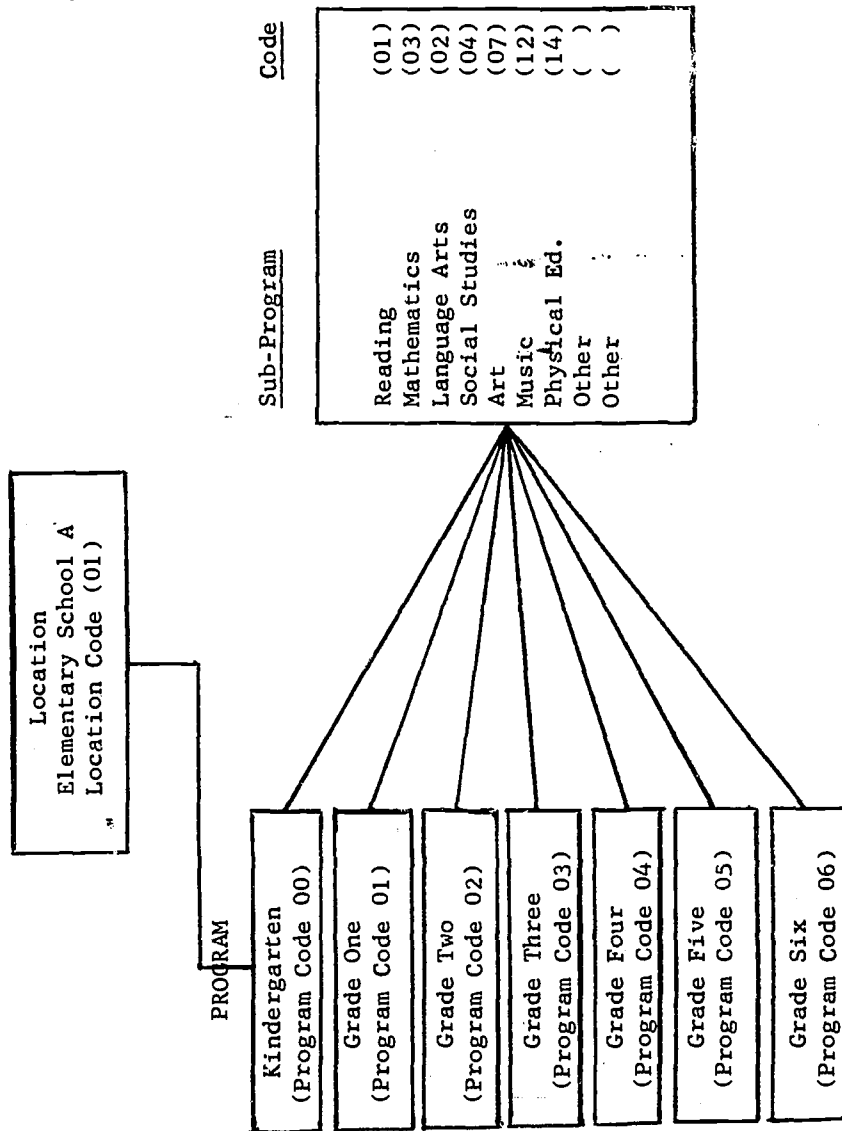 Location
Elementary School A
Location Code (01)
PROGRAM
Kindergarten
(Program Code 00)
Grade One
(Program Code 01)
Grade Two
(Program Code 02)
Grade Three
(Program Code 03)
Grade Four
(Program Code 04)
Grade Five
(Program Code 05)
Grade Six
(Program Code 06)
Sub-Program Code
Reading (01)
Mathematics (03)
Language Arts (02)
Social Studies (04)
Art (07)
Music (12)
Physical Ed. (14)
Other ( )
Other ( )